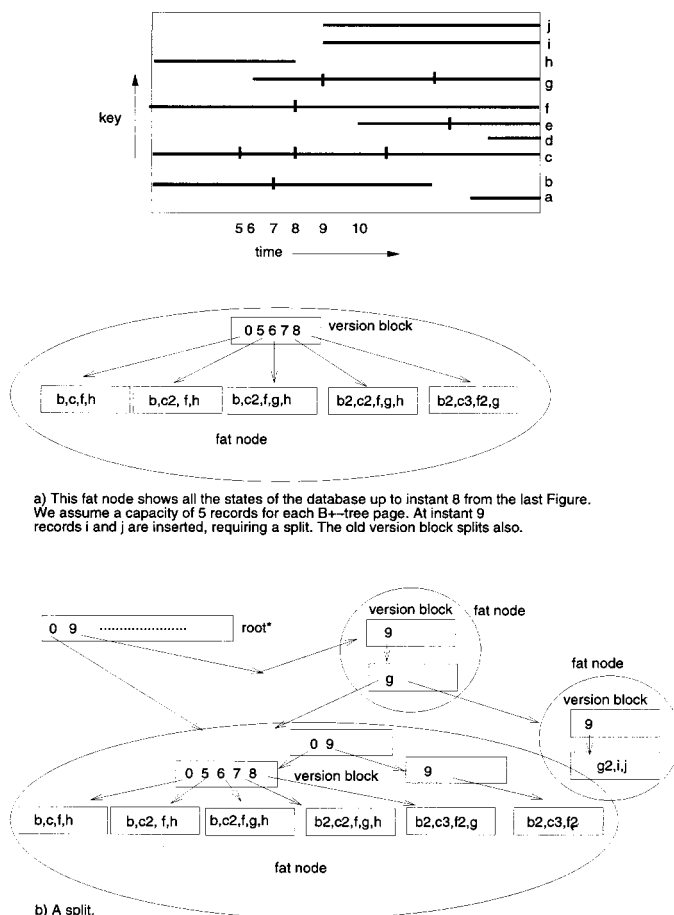 j
i
h
g
key
f
e
d
c
b
a
5 6 7 8 9 10
time
0 5 6 7 8 version block
b,c,f,h b,c2, f,h b,c2,f,g,h b2,c2,f,g,h b2,c3,f2,g
fat node
a) This fat node shows all the states of the database up to instant 8 from the last Figure.
We assume a capacity of 5 records for each B+--tree page. At instant 9
records i and j are inserted, requiring a split. The old version block splits also.
version block fat node
0 9 .................... root*
9
g
fat node
version block
9
g2,i,j
0 9
0 5 6 7 8 version block 9
b,c,f,h b,c2, f,h b,c2,f,g,h b2,c2,f,g,h b2,c3,f2,g b2,c3,f2
fat node
b) A split.